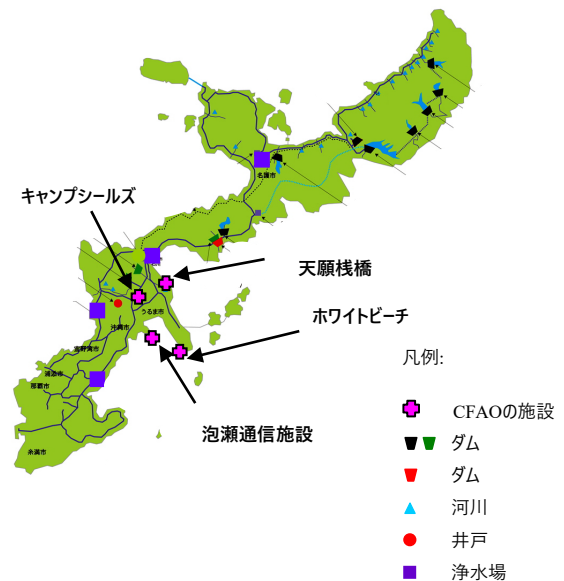 キャンプシールズ
名護市
天願桟橋
うるま市
ホワイトビーチ
沖縄市
宜野湾市
浦添市
那覇市
糸満市
泡瀬通信施設
凡例:
CFAOの施設
ダム
ダム
河川
井戸
浄水場